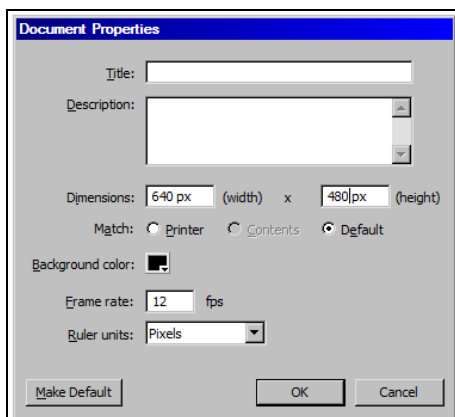 Document Properties
Title:
Description:
Dimensions: 640 px (width) x 480 px (height)
Match: Printer Contents Default
Background color:
Frame rate: 12 fps
Ruler units: Pixels
Make Default OK Cancel